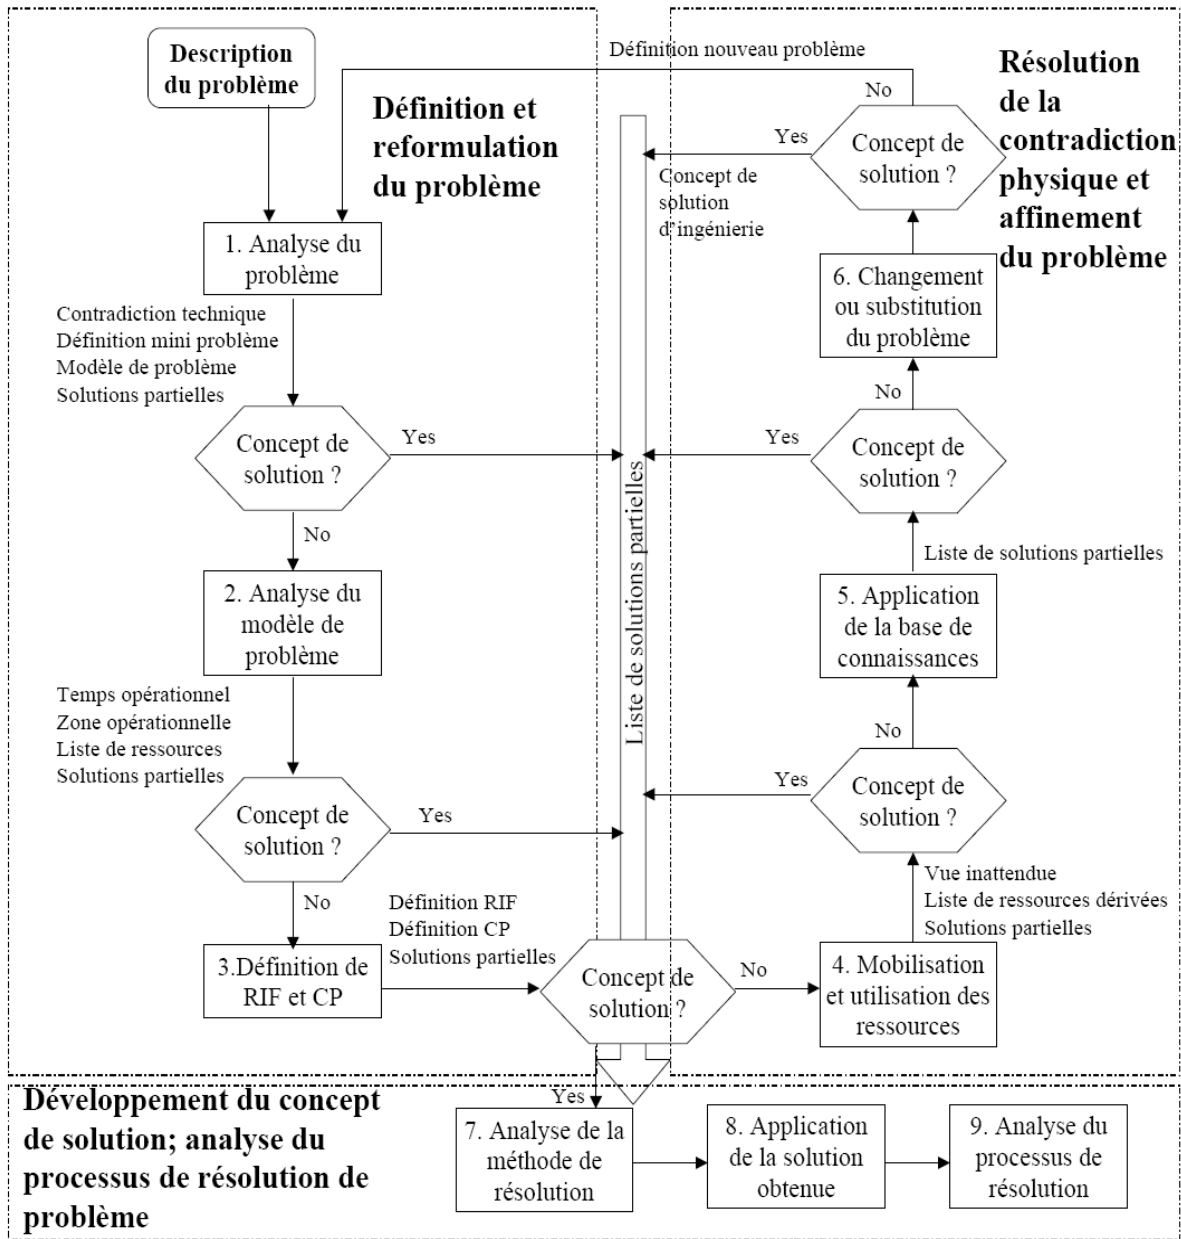 Description
du problème
Définition et
reformulation
du problème
1. Analyse du
problème
Contradiction technique
Définition mini problème
Modèle de problème
Solutions partielles
Concept de
solution ?
Yes
No
2. Analyse du
modèle de
problème
Temps opérationnel
Zone opérationnelle
Liste de ressources
Solutions partielles
Concept de
solution ?
Yes
No
3.Définition de
RIF et CP
Définition RIF
Définition CP
Solutions partielles
Concept de
solution ?
No
Yes
Liste de solutions partielles
Résolution
de la
contradiction
physique et
affinement
du problème
4. Mobilisation
et utilisation des
ressources
Vue inattendue
Liste de ressources dérivées
Solutions partielles
Concept de
solution ?
Yes
No
5. Application
de la base de
connaissances
Liste de solutions partielles
Concept de
solution ?
Yes
No
6. Changement
ou substitution
du problème
Concept de
solution ?
Yes
Concept de
solution
d'ingénierie
No
Définition nouveau problème
Développement du concept
de solution; analyse du
processus de résolution de
problème
7. Analyse de la
méthode de
résolution
8. Application
de la solution
obtenue
9. Analyse du
processus de
résolution